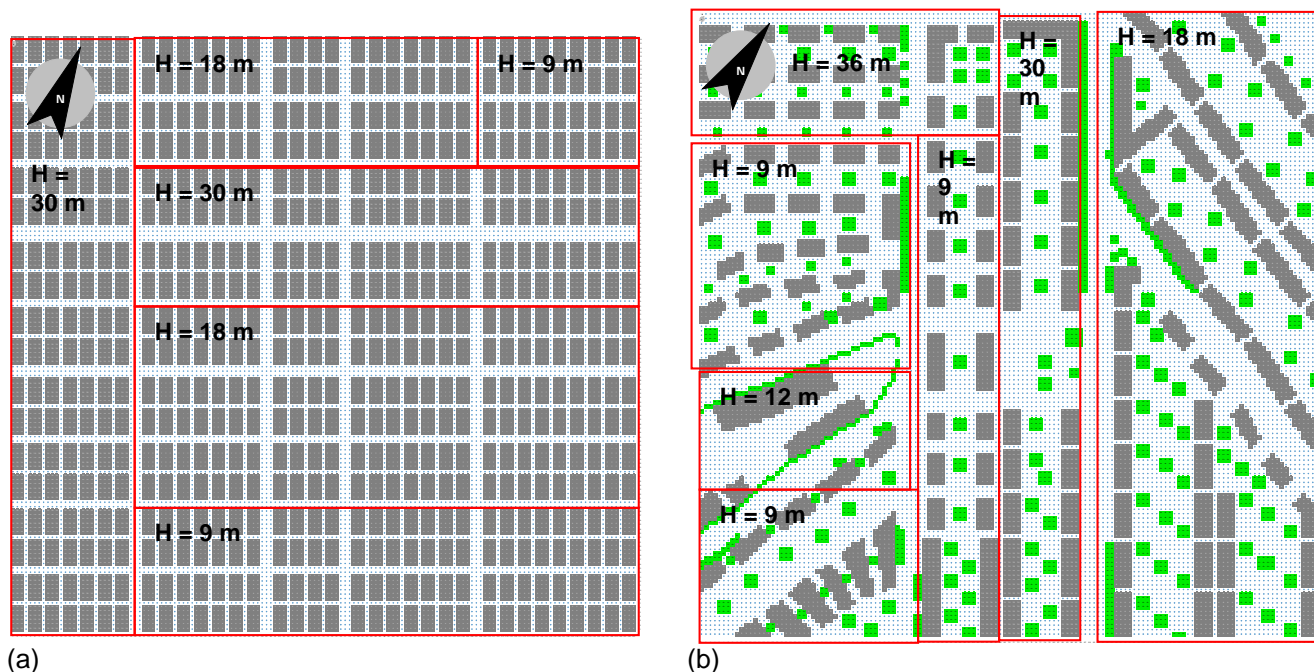 H = 18 m
H = 9 m
N
H =
30 m
H = 30 m
H = 18 m
H = 9 m
(a)
H = 36 m
N
H =
30
m
H = 18 m
H = 9 m
H =
9
m
H = 12 m
H = 9 m
(b)